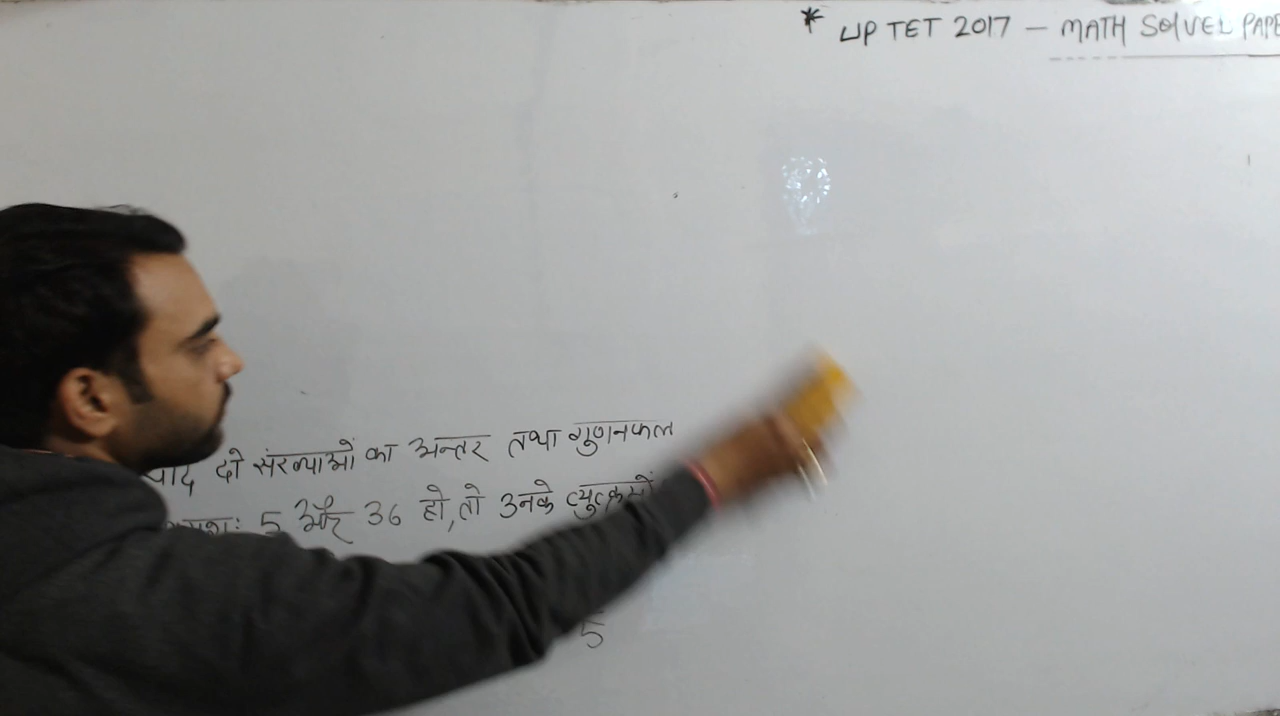 * UP TET 2017 - MATH SOLVEL PAPE
दो संख्याओं का अन्तर तथा गुणनफल
5 और 36 हो, तो उनके व्युत्क्रमों
5